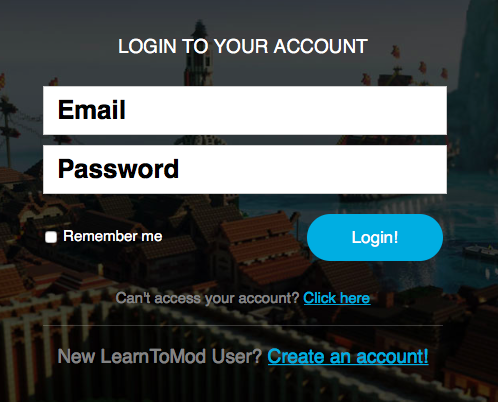 LOGIN TO YOUR ACCOUNT
Email
Password
Remember me
Login!
Can't access your account? Click here
New LearnToMod User? Create an account!